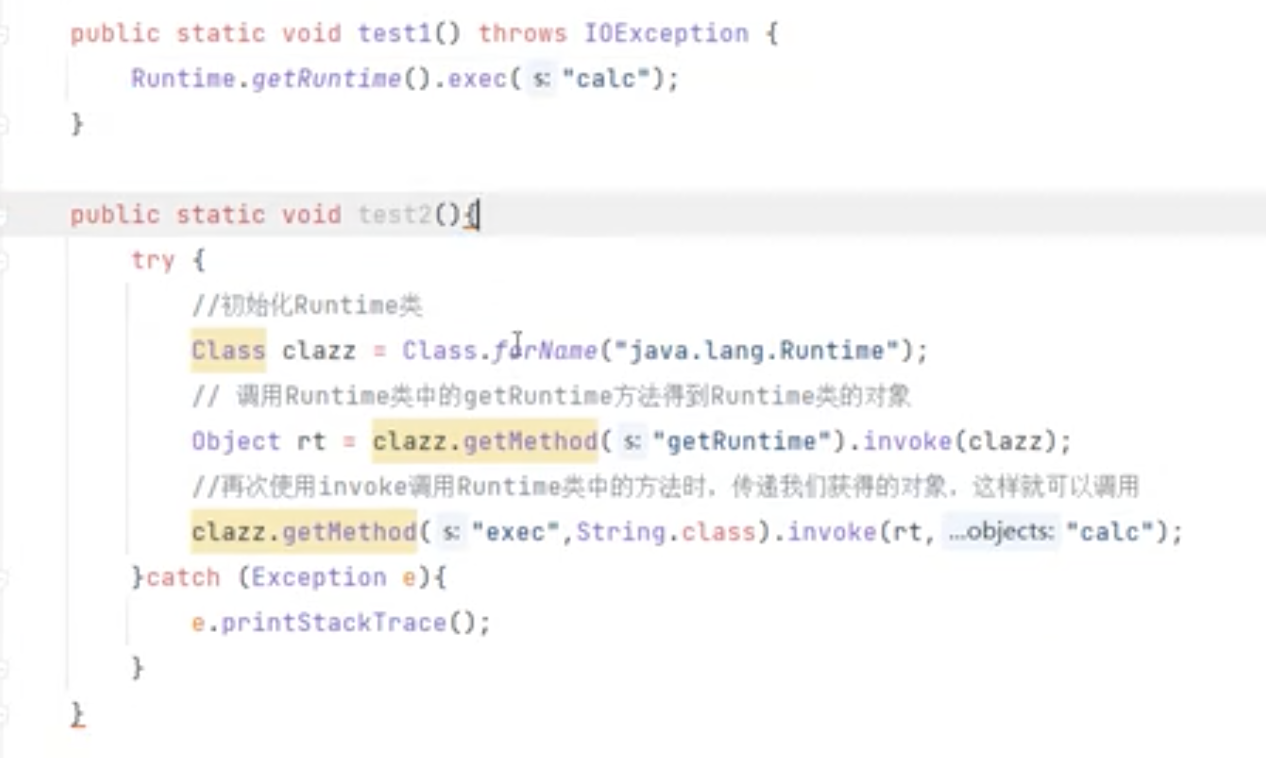 public static void test1() throws IOException {
Runtime.getRuntime().exec( s: "calc");
}
public static void test2(){
try {
//初始化Runtime类
Class clazz = Class.forName("java.lang.Runtime");
// 调用Runtime类中的getRuntime方法得到Runtime类的对象
Object rt = clazz.getMethod( s: "getRuntime").invoke(clazz);
//再次使用invoke调用Runtime类中的方法时，传递我们获得的对象，这样就可以调用
clazz.getMethod( s: "exec",String.class).invoke(rt, ...objects: "calc");
}catch (Exception e){
e.printStackTrace();
}
}